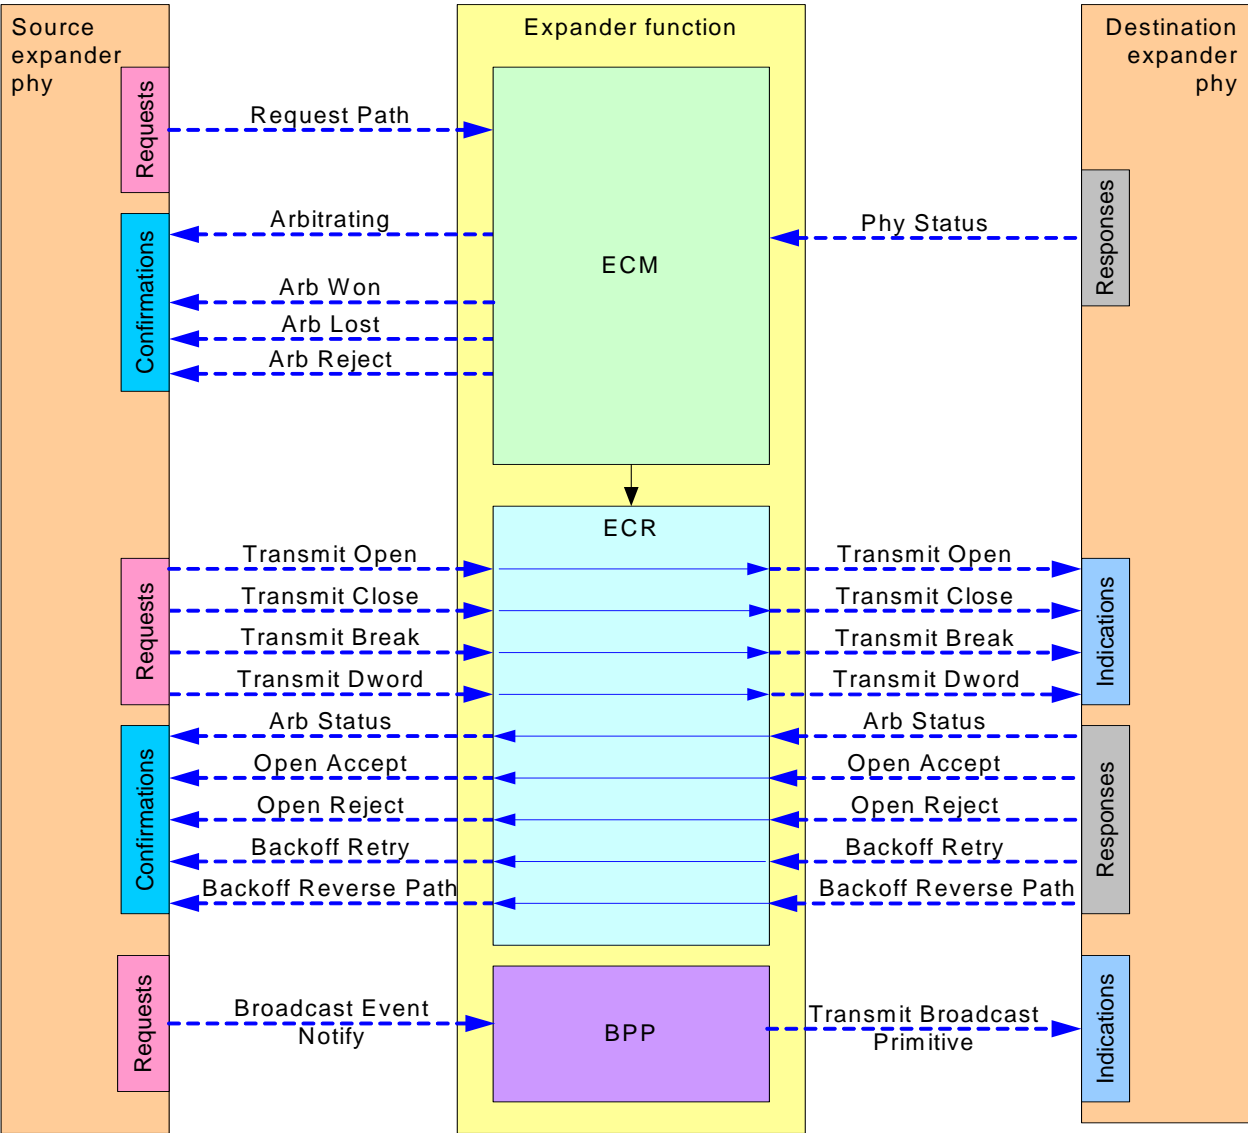 Source
expander
phy
Expander function
Destination
expander
phy
Requests
Request Path
Confirmations
Arbitrating
Arb Won
Arb Lost
Arb Reject
ECM
Phy Status
Responses
ECR
Requests
Transmit Open
Transmit Close
Transmit Break
Transmit Dword
Transmit Open
Transmit Close
Transmit Break
Transmit Dword
Indications
Confirmations
Arb Status
Open Accept
Open Reject
Backoff Retry
Backoff Reverse Path
Arb Status
Open Accept
Open Reject
Backoff Retry
Backoff Reverse Path
Responses
Requests
Broadcast Event
Notify
BPP
Transmit Broadcast
Primitive
Indications